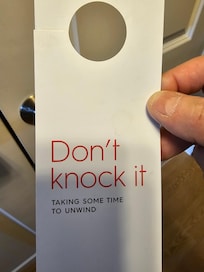 Don't
knock it
TAKING SOME TIME
TO UNWIND